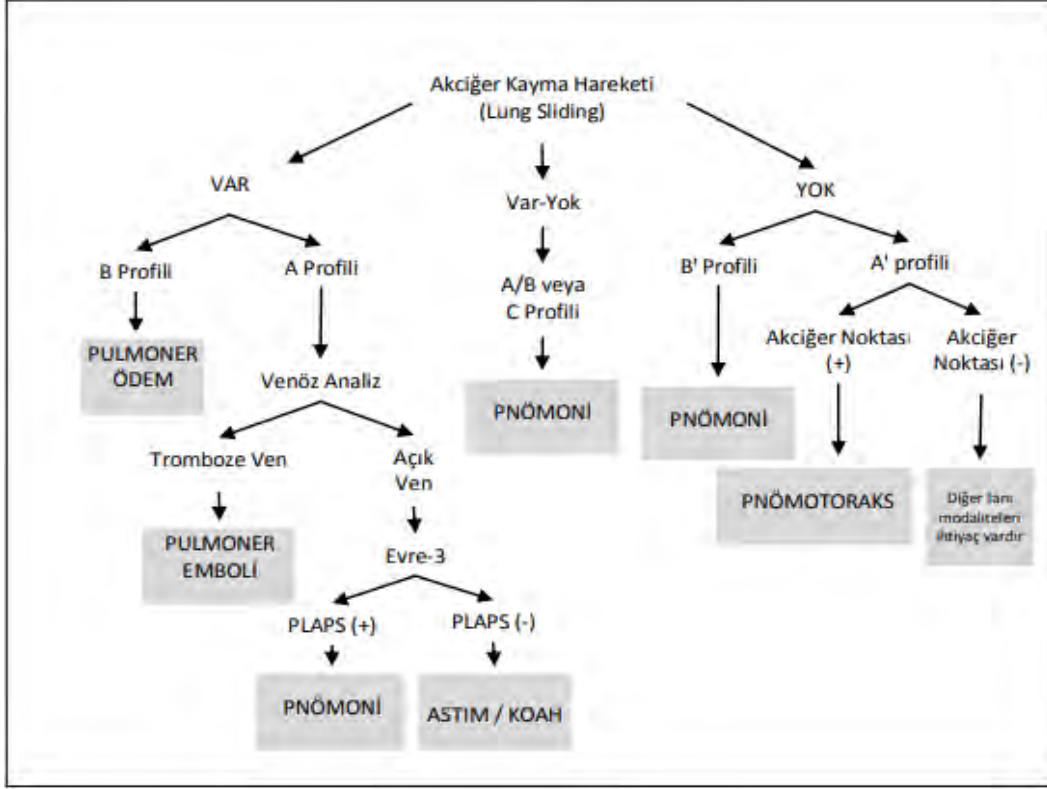 Akciğer Kayma Hareketi
(Lung Sliding)
VAR
Var-Yok
YOK
B Profili
A Profili
A/B veya
C Profili
B' Profili
A' profili
PULMONER
ÖDEM
Venöz Analiz
PNÖMONİ
PNÖMONİ
Akciğer Noktası
(+)
Akciğer
Noktası (-)
Tromboze Ven
Açık
Ven
PNÖMOTORAKS
Diğer
modaliteleri
ihtiyaç vardır
PULMONER
EMBOLİ
Evre-3
PLAPS (+)
PLAPS (-)
PNÖMONİ
ASTIM / KOAH